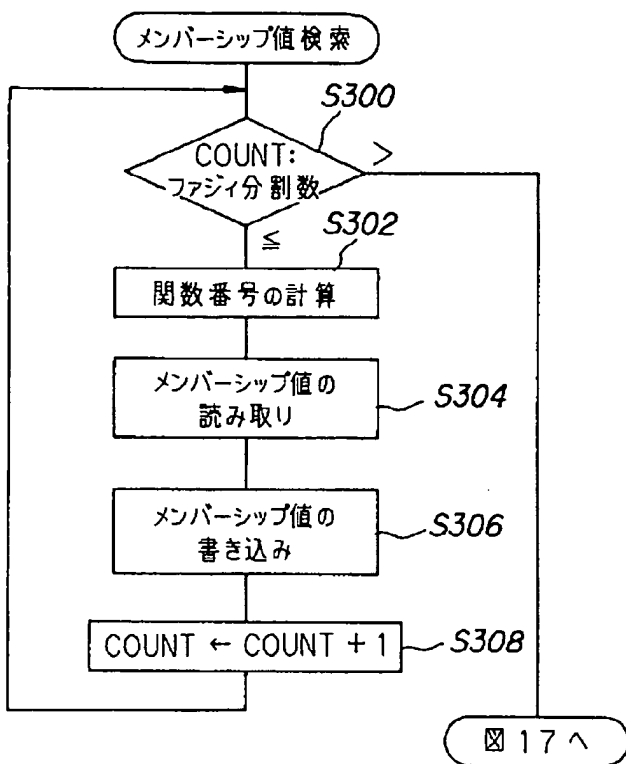 メンバーシップ値検索
S300
COUNT:
ファジィ分割数
>
≦
S302
関数番号の計算
メンバーシップ値の
読み取り
S304
メンバーシップ値の
書き込み
S306
COUNT ← COUNT + 1
S308
図17へ